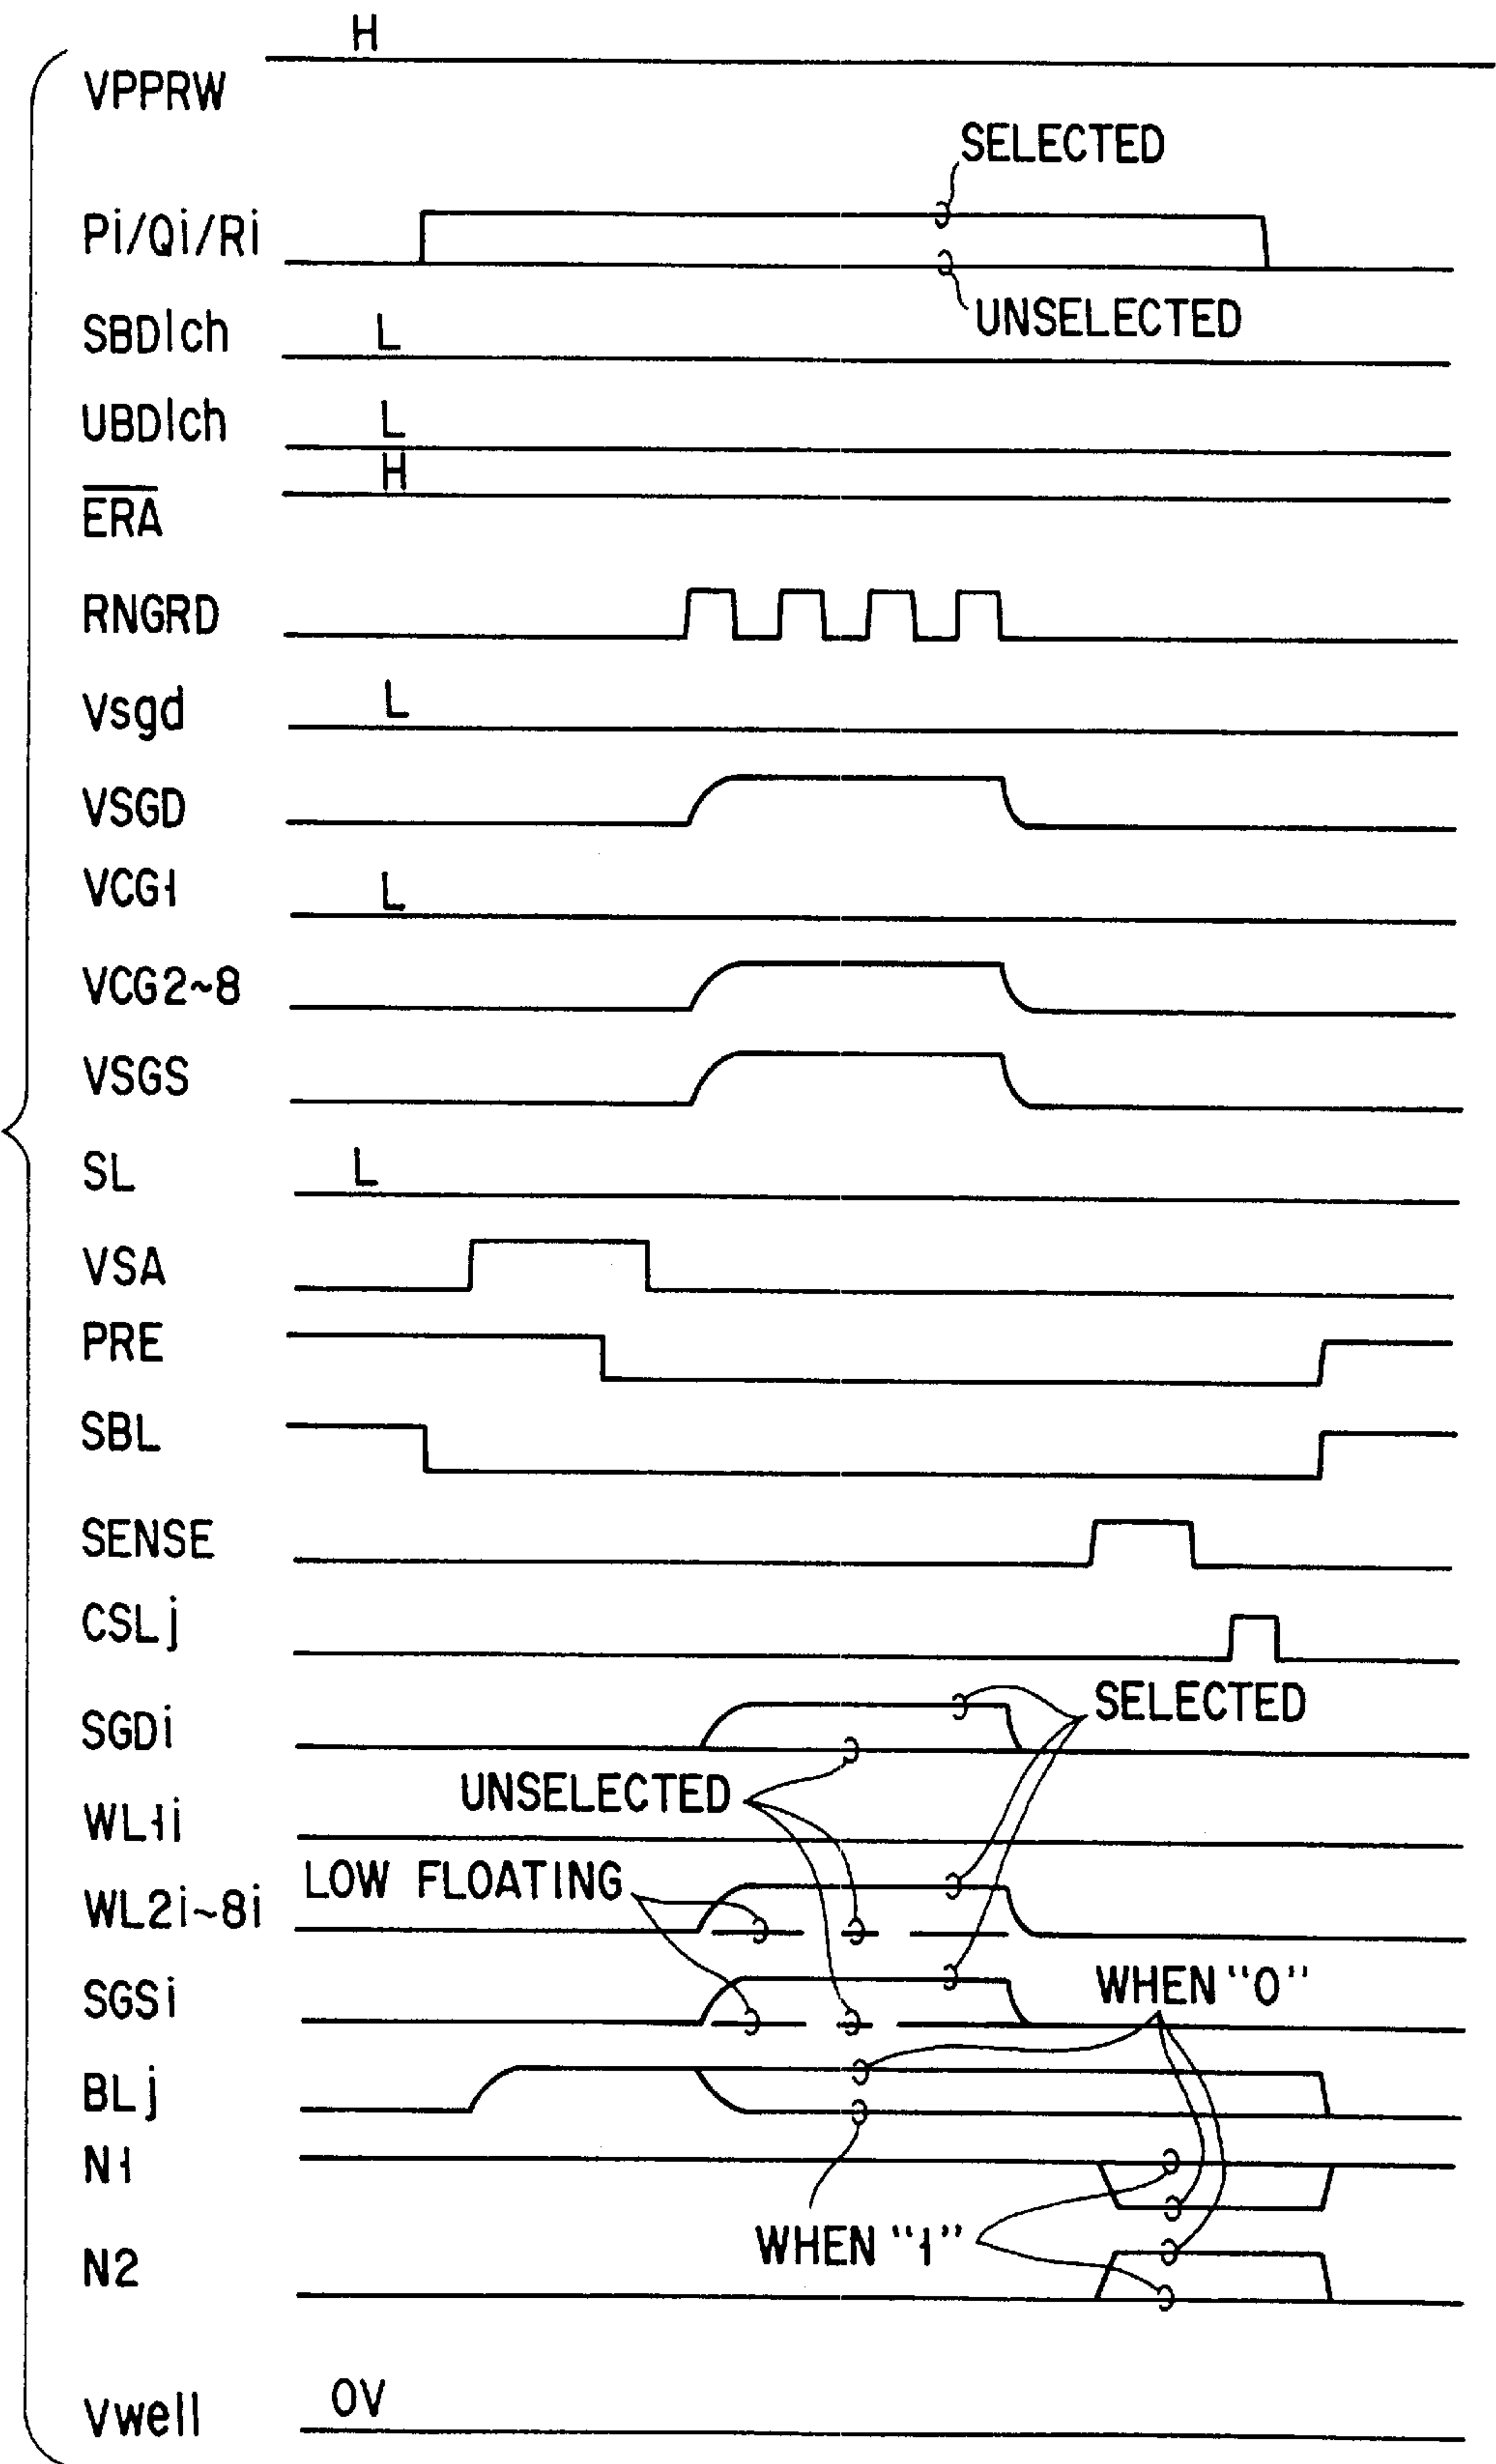 H
VPPRW
SELECTED
Pi/Qi/Ri
UNSELECTED
SBDlch L
UBDlch L
H
ERA
RNGRD
Vsgd L
VSGD
VCG1 L
VCG2~8
VSGS
SL L
VSA
PRE
SBL
SENSE
CSLj
SELECTED
SGDi
UNSELECTED
WL1i
LOW FLOATING
WL2i~8i
WHEN "0"
SGSi
BLj
N1
WHEN "1"
N2
0V
Vwell